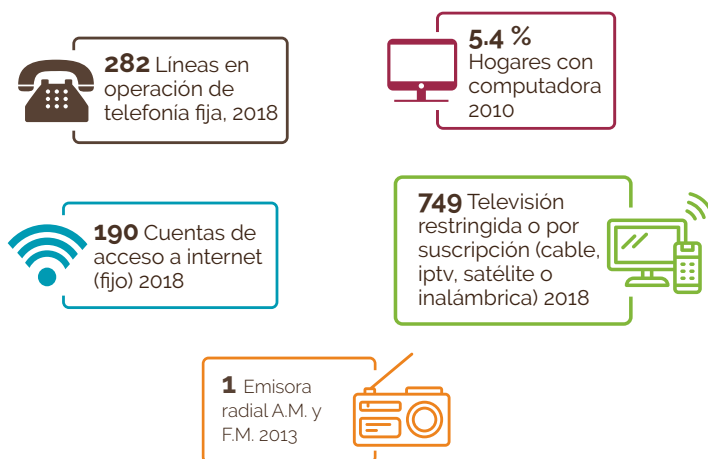 282 Líneas en
operación de
telefonía fija, 2018
5.4 %
Hogares con
computadora
2010
190 Cuentas de
acceso a internet
(fijo) 2018
749 Televisión
restringida o por
suscripción (cable,
iptv, satélite o
inalámbrica) 2018
1 Emisora
radial A.M. y
F.M. 2013